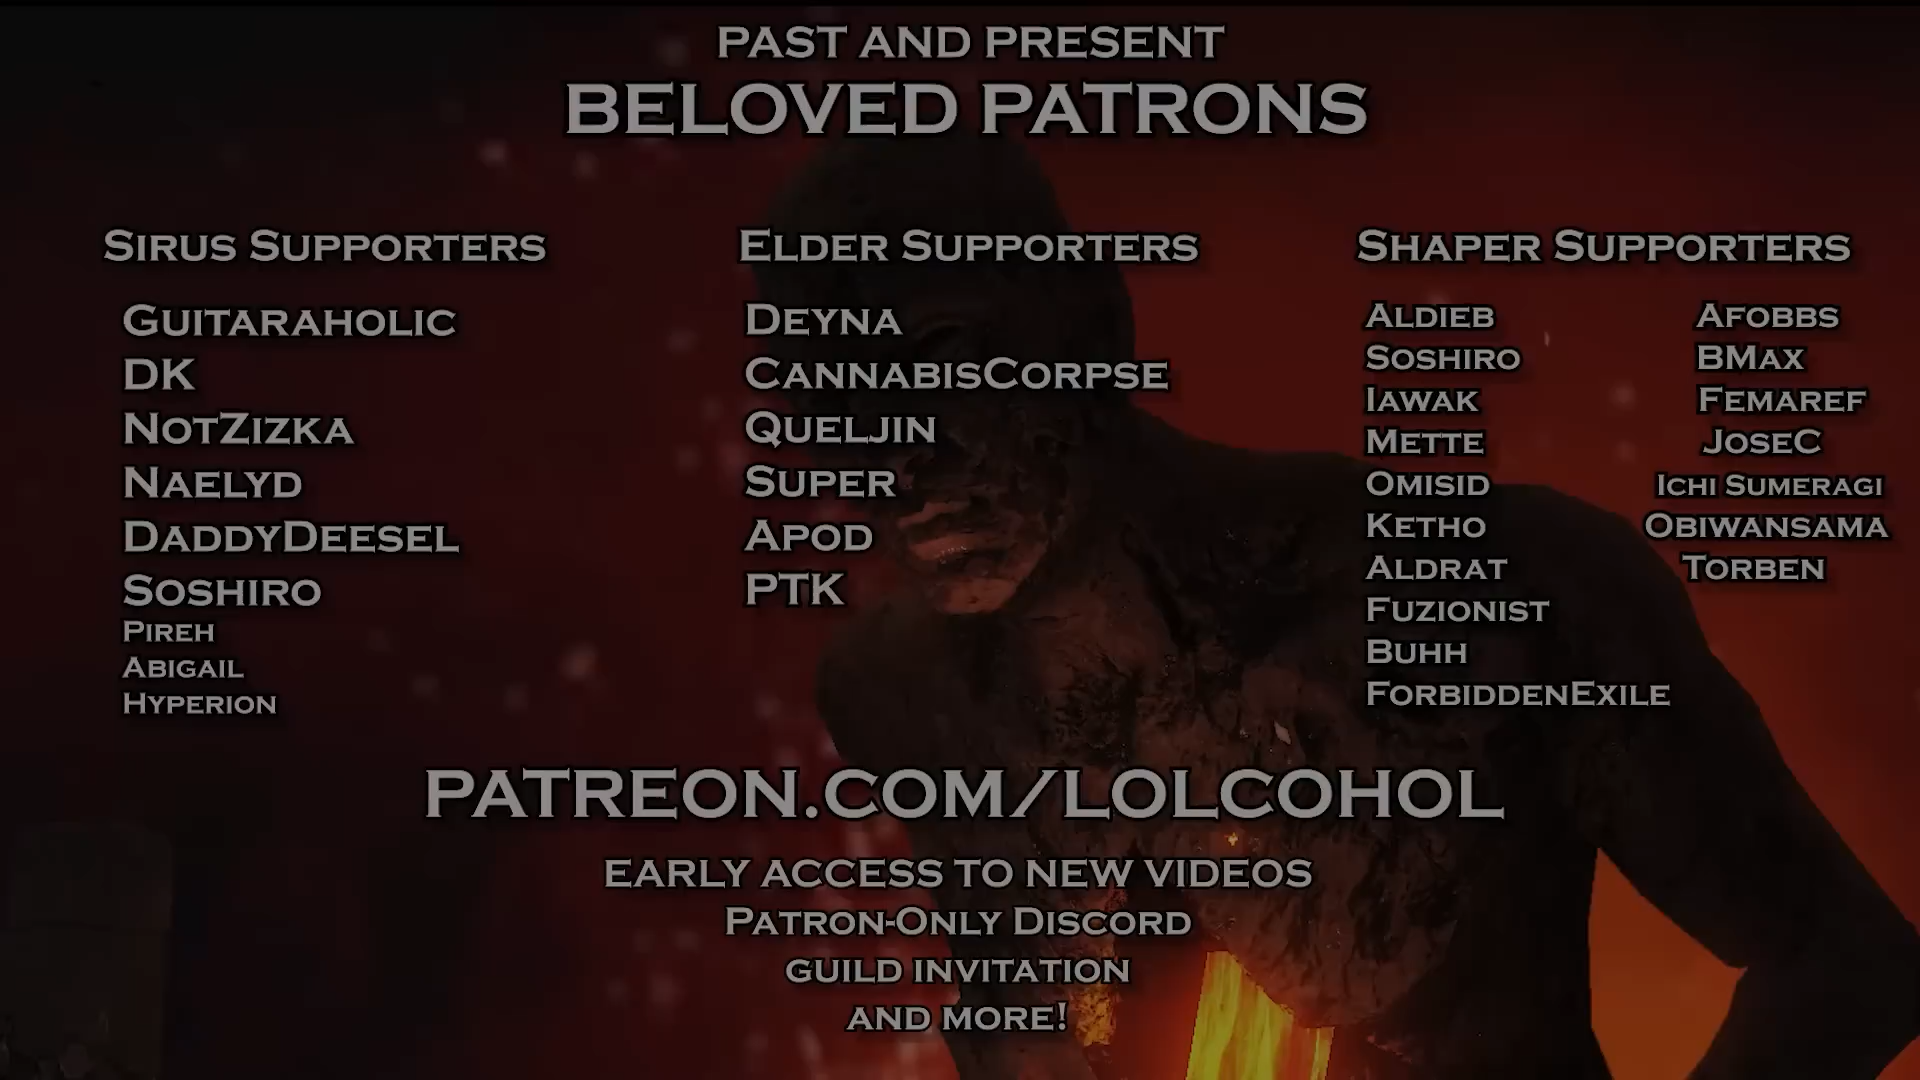 PAST AND PRESENT
BELOVED PATRONS
SIRUS SUPPORTERS
GUITARAHOLIC
DK
NOTZIZKA
NAELYD
DADDYDEESEL
SOSHIRO
PIREH
ABIGAIL
HYPERION
ELDER SUPPORTERS
DEYNA
CANNABISCORPSE
QUELJIN
SUPER
APOD
PTK
SHAPER SUPPORTERS
ALDIEB
SOSHIRO
IAWAK
METTE
OMISID
KETHO
ALDRAT
FUZIONIST
BUHH
FORBIDDENEXILE
AFOBBS
BMAX
FEMAREF
JOSEC
ICHI SUMERAGI
OBIWANSAMA
TORBEN
PATREON.COM/LOLCOHOL
EARLY ACCESS TO NEW VIDEOS
PATRON-ONLY DISCORD
GUILD INVITATION
AND MORE!